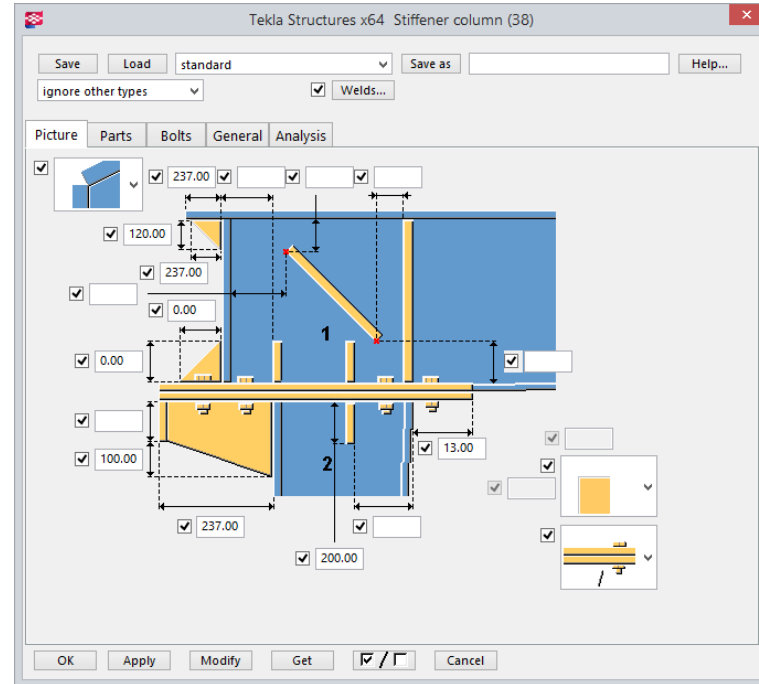 Tekla Structures x64 Stiffener column (38)
Save Load standard Save as Help...
ignore other types Welds...
Picture Parts Bolts General Analysis
237.00
120.00
237.00
0.00
1
0.00
13.00
100.00
2
237.00
200.00
OK Apply Modify Get / Cancel